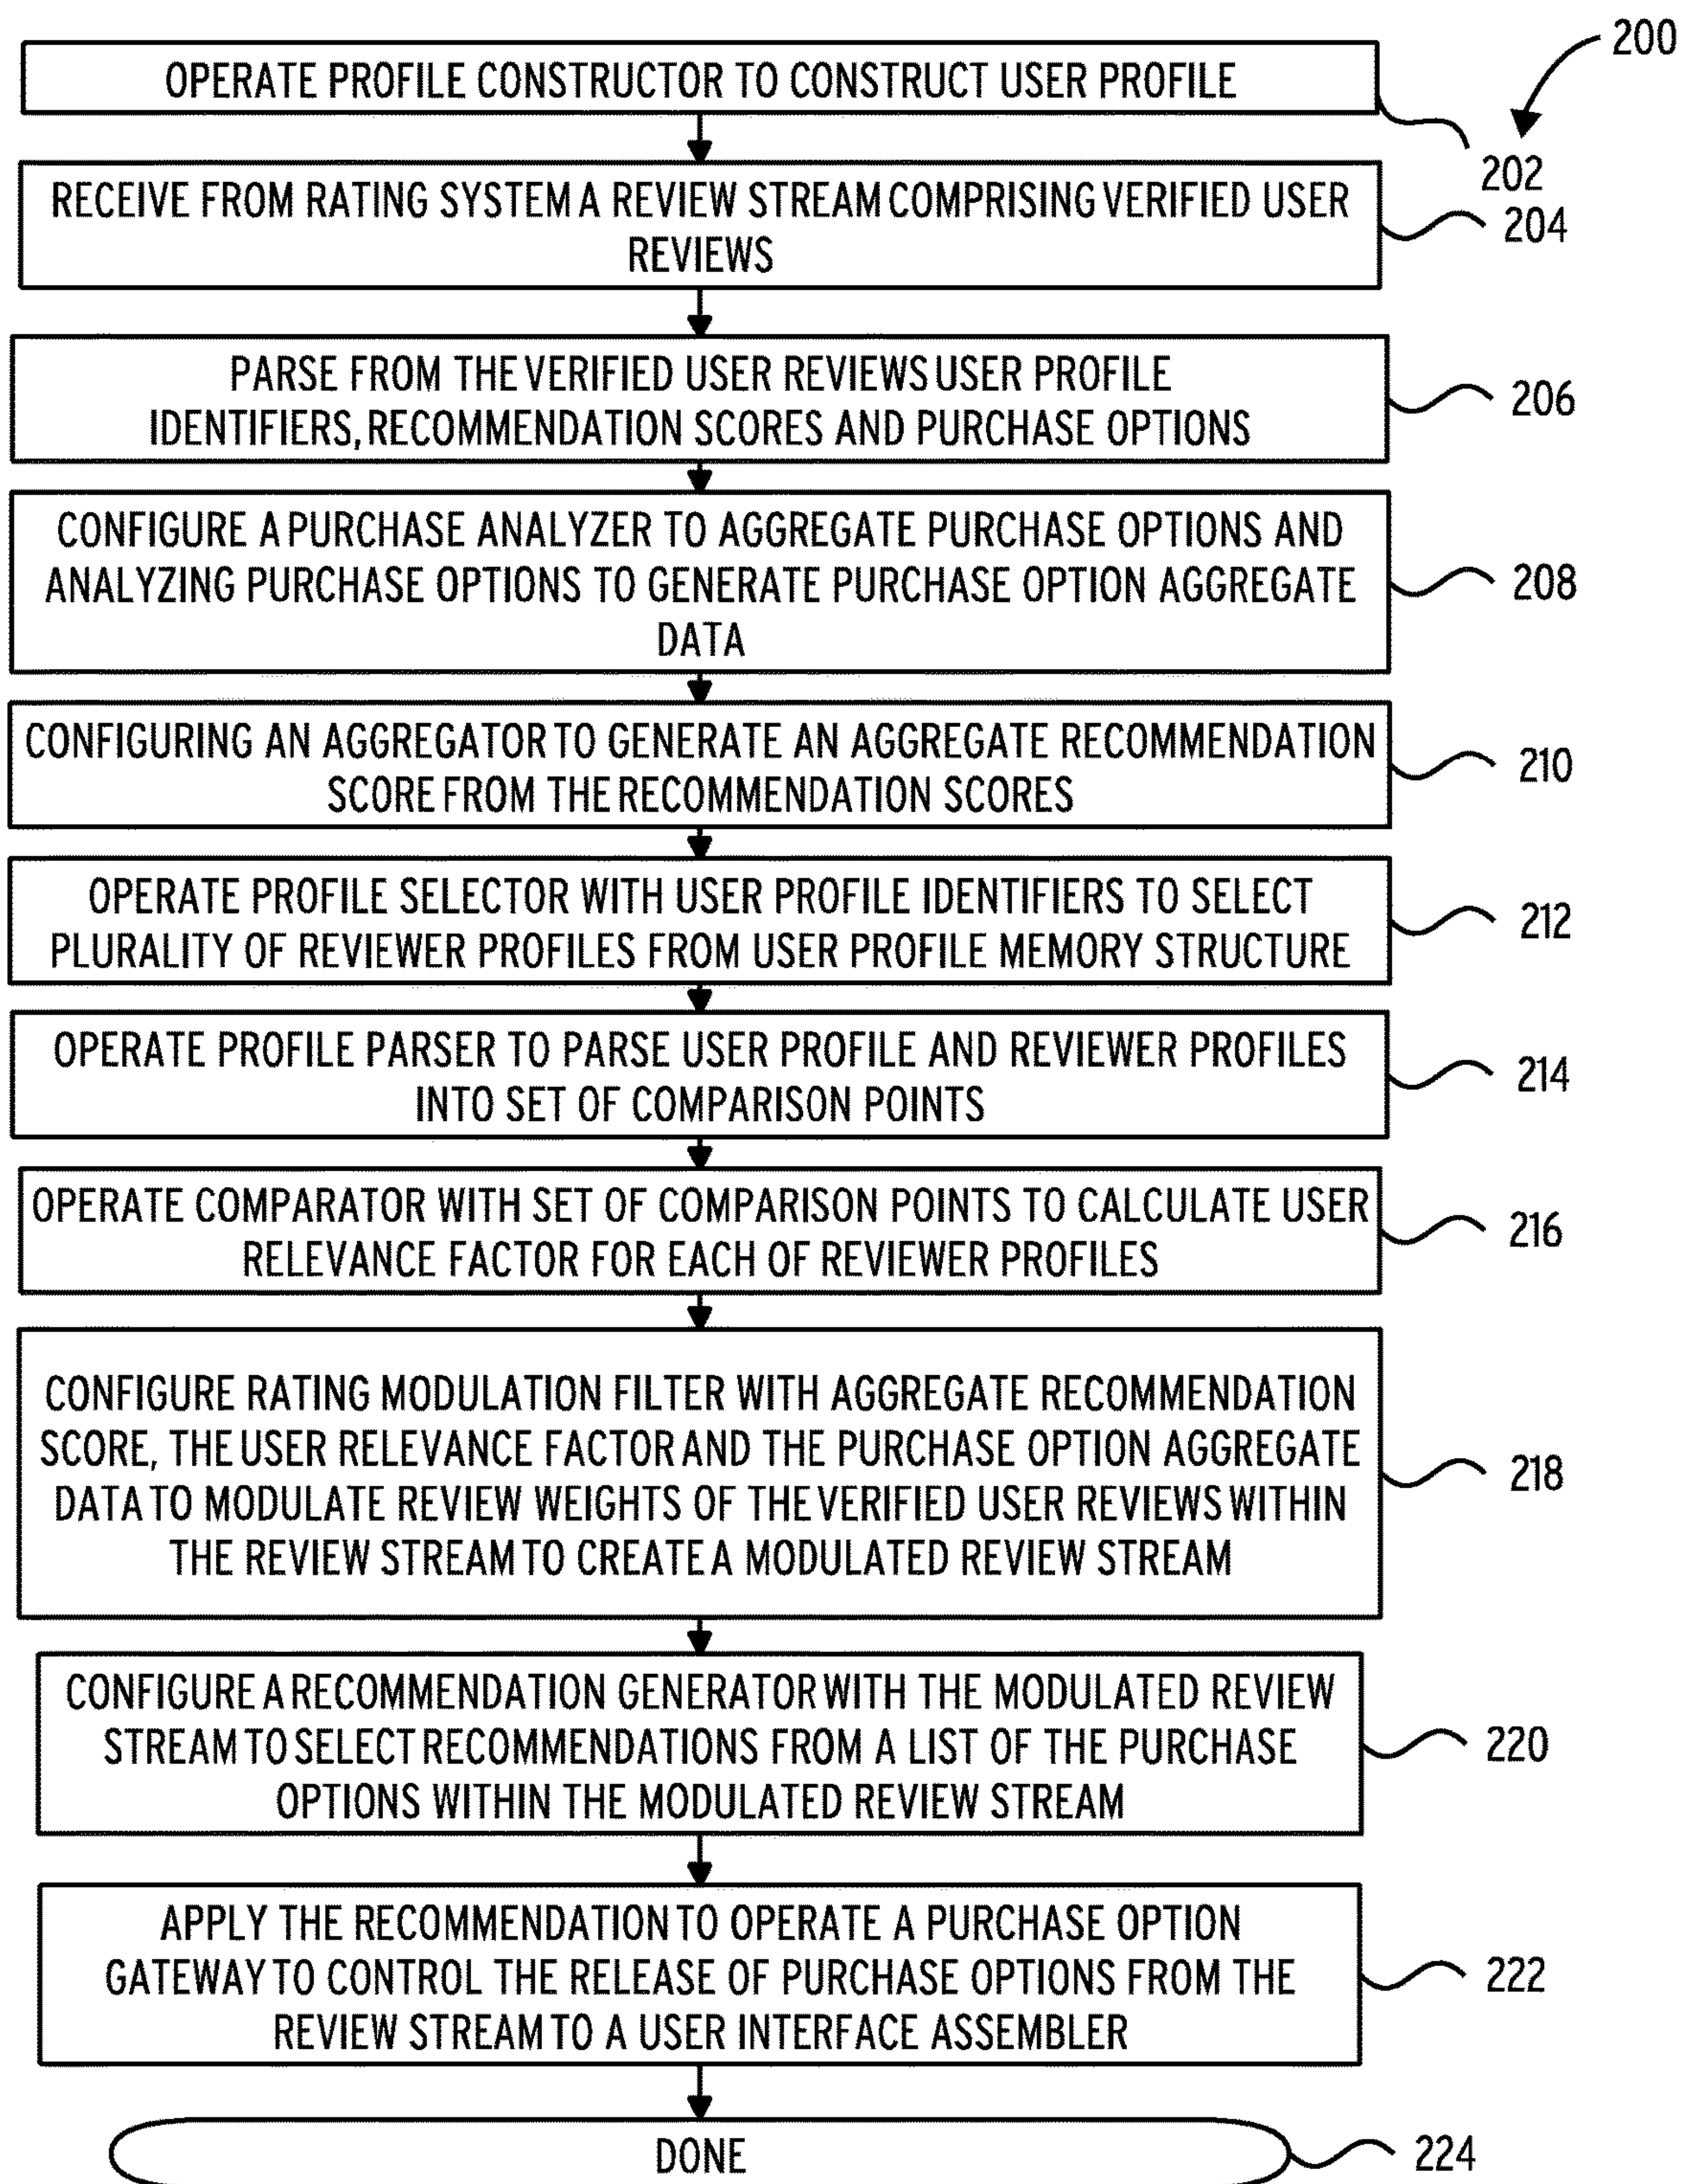 200
OPERATE PROFILE CONSTRUCTOR TO CONSTRUCT USER PROFILE
202
RECEIVE FROM RATING SYSTEM A REVIEW STREAM COMPRISING VERIFIED USER
REVIEWS
204
PARSE FROM THE VERIFIED USER REVIEWS USER PROFILE
IDENTIFIERS, RECOMMENDATION SCORES AND PURCHASE OPTIONS
206
CONFIGURE A PURCHASE ANALYZER TO AGGREGATE PURCHASE OPTIONS AND
ANALYZING PURCHASE OPTIONS TO GENERATE PURCHASE OPTION AGGREGATE
DATA
208
CONFIGURING AN AGGREGATOR TO GENERATE AN AGGREGATE RECOMMENDATION
SCORE FROM THE RECOMMENDATION SCORES
210
OPERATE PROFILE SELECTOR WITH USER PROFILE IDENTIFIERS TO SELECT
PLURALITY OF REVIEWER PROFILES FROM USER PROFILE MEMORY STRUCTURE
212
OPERATE PROFILE PARSER TO PARSE USER PROFILE AND REVIEWER PROFILES
INTO SET OF COMPARISON POINTS
214
OPERATE COMPARATOR WITH SET OF COMPARISON POINTS TO CALCULATE USER
RELEVANCE FACTOR FOR EACH OF REVIEWER PROFILES
216
CONFIGURE RATING MODULATION FILTER WITH AGGREGATE RECOMMENDATION
SCORE, THE USER RELEVANCE FACTOR AND THE PURCHASE OPTION AGGREGATE
DATA TO MODULATE REVIEW WEIGHTS OF THE VERIFIED USER REVIEWS WITHIN
THE REVIEW STREAM TO CREATE A MODULATED REVIEW STREAM
218
CONFIGURE A RECOMMENDATION GENERATOR WITH THE MODULATED REVIEW
STREAM TO SELECT RECOMMENDATIONS FROM A LIST OF THE PURCHASE
OPTIONS WITHIN THE MODULATED REVIEW STREAM
220
APPLY THE RECOMMENDATION TO OPERATE A PURCHASE OPTION
GATEWAY TO CONTROL THE RELEASE OF PURCHASE OPTIONS FROM THE
REVIEW STREAM TO A USER INTERFACE ASSEMBLER
222
DONE
224